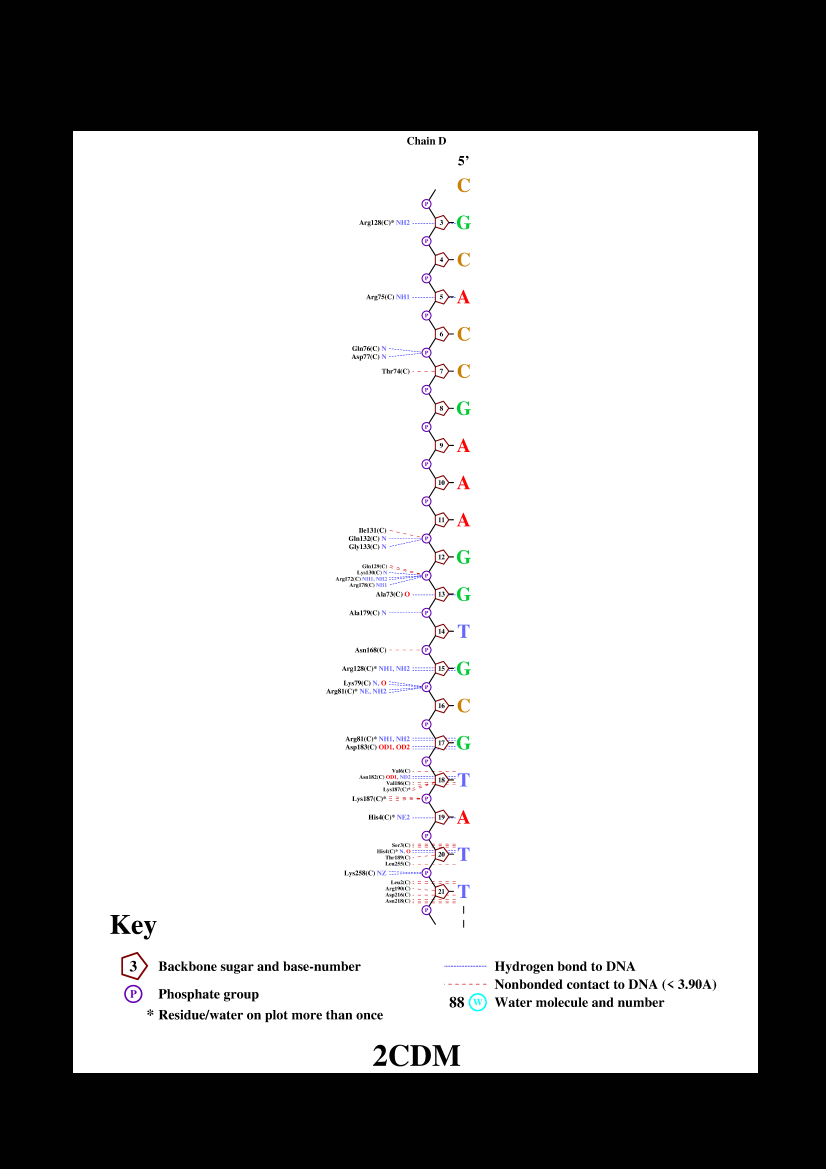 Chain D
5'
C
P
Arg128(C)* NH2 3 G
P
4 C
P
Arg75(C) NH1 5 A
P
6 C
Gln76(C) N P
Asp77(C) N
Thr74(C) 7 C
P
8 G
P
9 A
P
10 A
P
11 A
Ile131(C)
Gln132(C) N P
Gly133(C) N
12 G
Lys130(C) N P
Arg172(C) NH1, NH2
Arg178(C) NH1
Ala73(C) O 13 G
Ala179(C) N P
14 T
Asn168(C) P
Arg128(C)* NH1, NH2 15 G
Lys79(C) N, O P
Arg81(C)* NE, NH2
16 C
P
Arg81(C)* NH1, NH2 17 G
Asp183(C) OD1, OD2
P
Val6(C)
Asn182(C) OD1, ND2 18 T
Val186(C)
Lys187(C)*
Lys187(C)* P
His4(C)* NE2 19 A
P
Ser3(C)
His4(C)* N, O 20 T
Thr189(C)
Leu255(C)
Lys258(C) NZ P
Leu2(C)
Arg190(C) 21 T
Asp216(C)
Asn218(C)
P
Key
3 Backbone sugar and base-number
P Phosphate group
* Residue/water on plot more than once
Hydrogen bond to DNA
Nonbonded contact to DNA (< 3.90A)
88 W Water molecule and number
2CDM